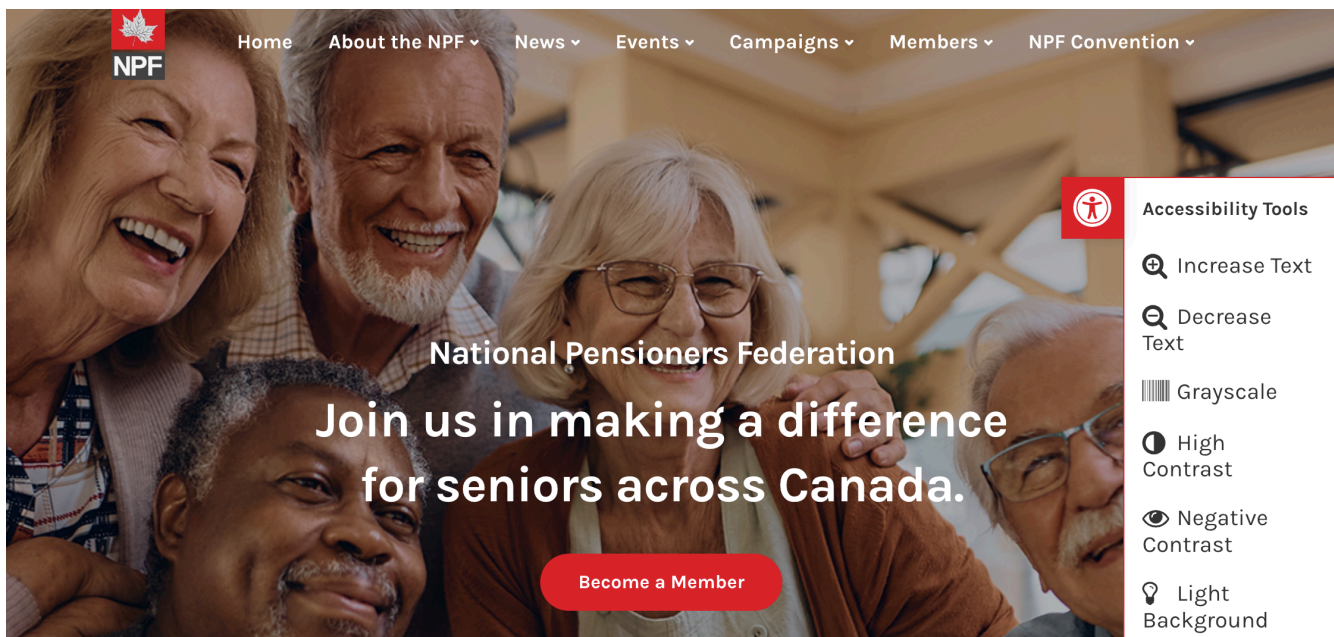 NPF
Home About the NPF News Events Campaigns Members NPF Convention
Accessibility Tools
Increase Text
Decrease
Text
Grayscale
High
Contrast
Negative
Contrast
Light
Background
National Pensioners Federation
Join us in making a difference
for seniors across Canada.
Become a Member